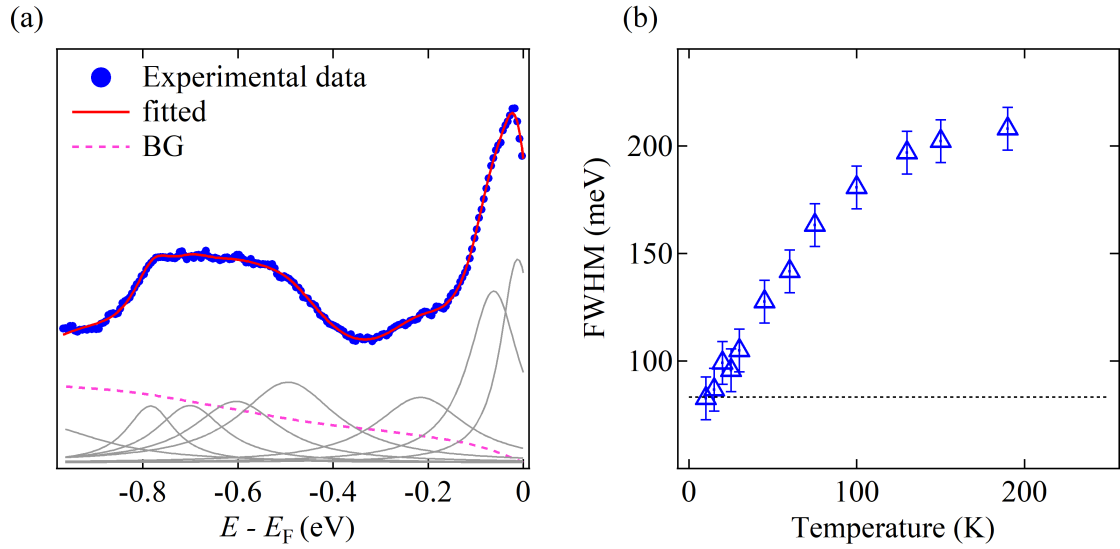 (a)
Experimental data
fitted
BG
-0.8 -0.6 -0.4 -0.2 0
E - EF (eV)
(b)
FWHM (meV)
200
150
100
0 100 200
Temperature (K)